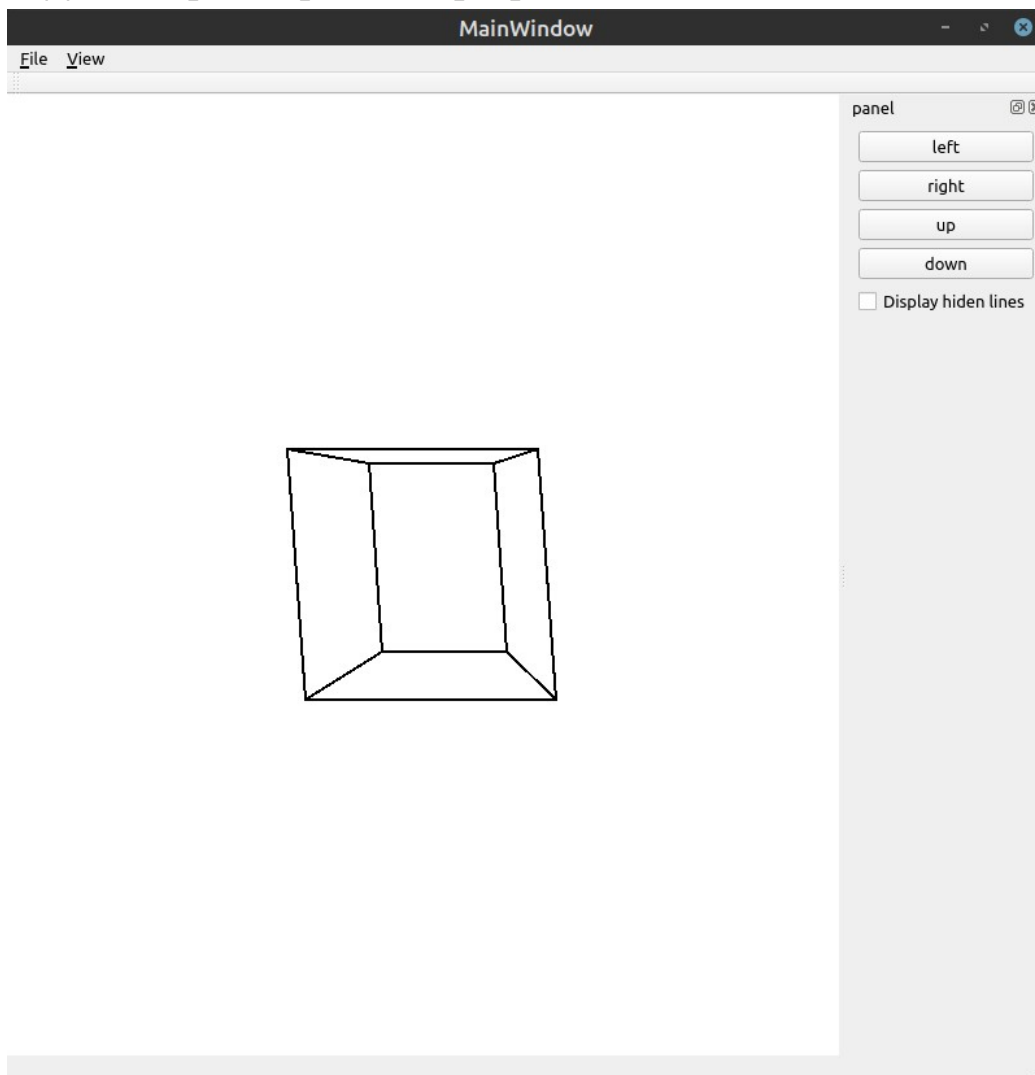 MainWindow
File View
panel
left
right
up
down
Display hiden lines